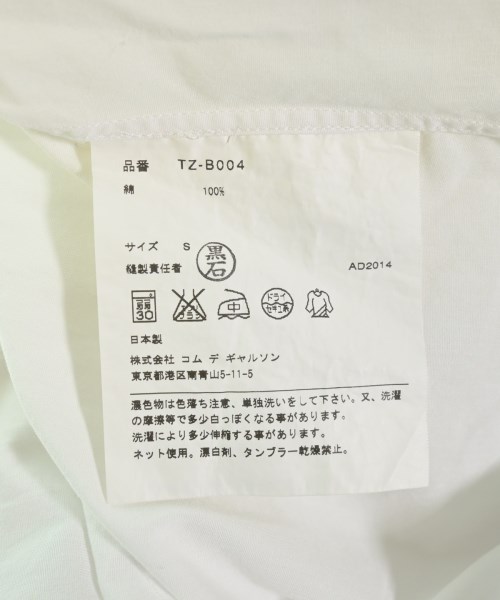 品番 TZ-B004
綿 100%
サイズ S
縫製責任者 黒石
AD2014
30 中 ドライ
日本製
株式会社 コム デ ギャルソン
東京都港区南青山5-11-5
濃色物は色落ち注意、単独洗いをして下さい。又、洗濯
の摩擦等で多少白っぽくなる事があります。
洗濯により多少伸縮する事があります。
ネット使用。漂白剤、タンブラー乾燥禁止。